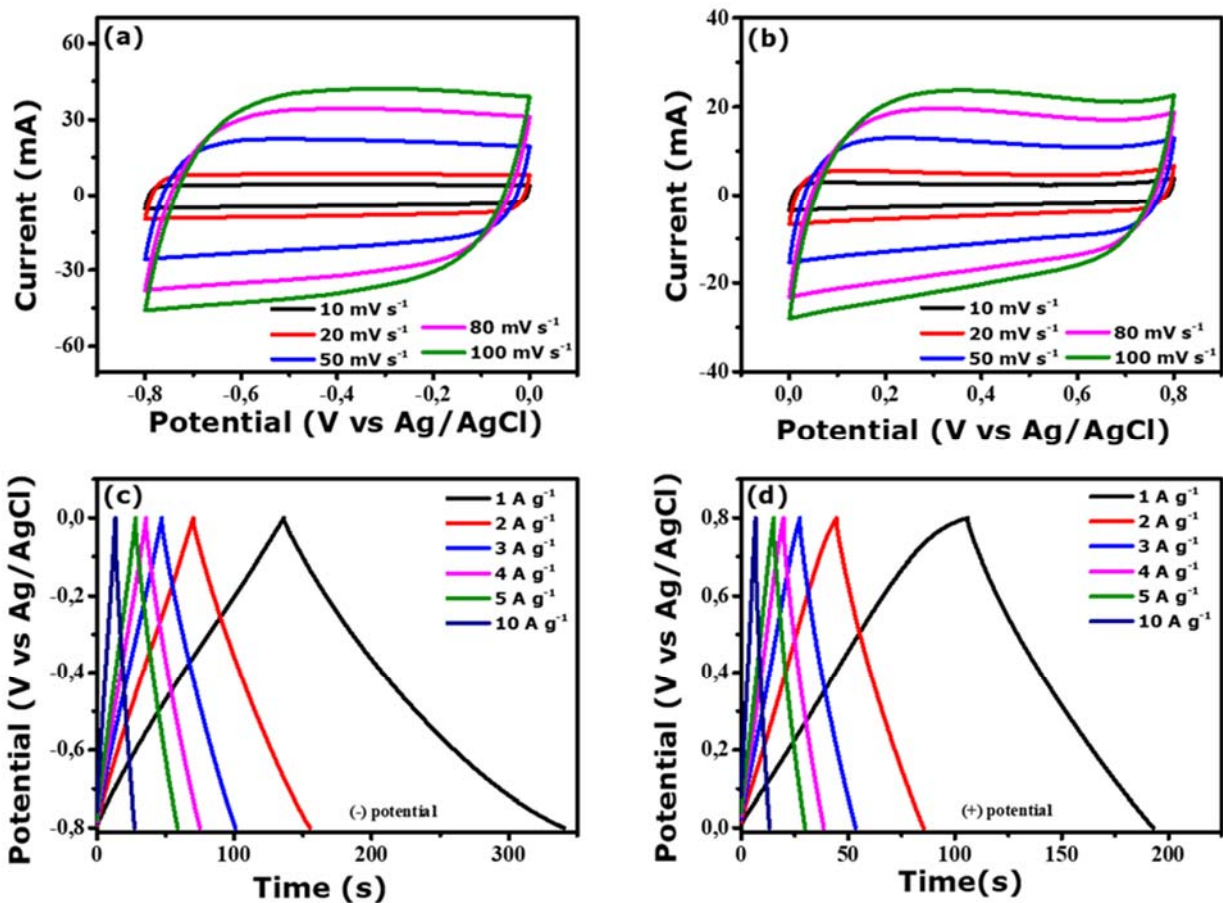 (a)
Current (mA)
60
30
0
-30
-60
10 mV s⁻¹
20 mV s⁻¹
50 mV s⁻¹
80 mV s⁻¹
100 mV s⁻¹
-0,8
-0,6
-0,4
-0,2
0,0
Potential (V vs Ag/AgCl)
(b)
Current (mA)
40
20
0
-20
-40
10 mV s⁻¹
20 mV s⁻¹
50 mV s⁻¹
80 mV s⁻¹
100 mV s⁻¹
0,0
0,2
0,4
0,6
0,8
Potential (V vs Ag/AgCl)
(c)
Potential (V vs Ag/AgCl)
0,0
-0,2
-0,4
-0,6
-0,8
1 A g⁻¹
2 A g⁻¹
3 A g⁻¹
4 A g⁻¹
5 A g⁻¹
10 A g⁻¹
(-) potential
0
100
200
300
Time (s)
(d)
Potential (V vs Ag/AgCl)
0,8
0,6
0,4
0,2
0,0
1 A g⁻¹
2 A g⁻¹
3 A g⁻¹
4 A g⁻¹
5 A g⁻¹
10 A g⁻¹
(+) potential
0
50
100
150
200
Time(s)